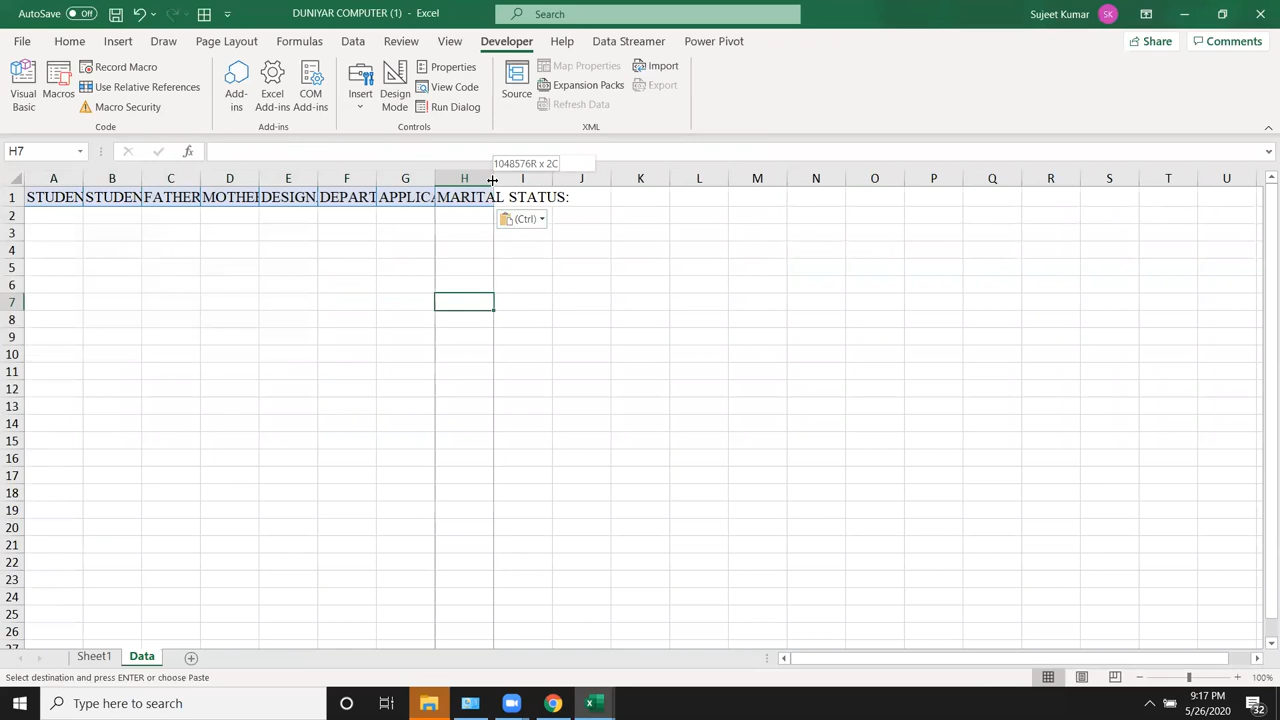 AutoSave Off DUNIYAR COMPUTER (1) - Excel Search Sujeet Kumar SK
File Home Insert Draw Page Layout Formulas Data Review View Developer Help Data Streamer Power Pivot Share Comments
Visual Basic
Macros
Record Macro
Use Relative References
Macro Security
Code
Add-ins
Excel Add-ins
COM Add-ins
Add-ins
Insert
Design Mode
Properties
View Code
Run Dialog
Controls
Source
Map Properties
Expansion Packs
Refresh Data
Import
Export
XML
H7 fx
1048576R x 2C
A B C D E F G H I J K L M N O P Q R S T U
1 STUDEN STUDEN FATHER MOTHE DESIGN DEPART APPLICA MARITAL STATUS:
2 (Ctrl)
3
4
5
6
7
8
9
10
11
12
13
14
15
16
17
18
19
20
21
22
23
24
25
26
27
Sheet1 Data
Select destination and press ENTER or choose Paste 100%
Type here to search 9:17 PM
5/26/2020 32